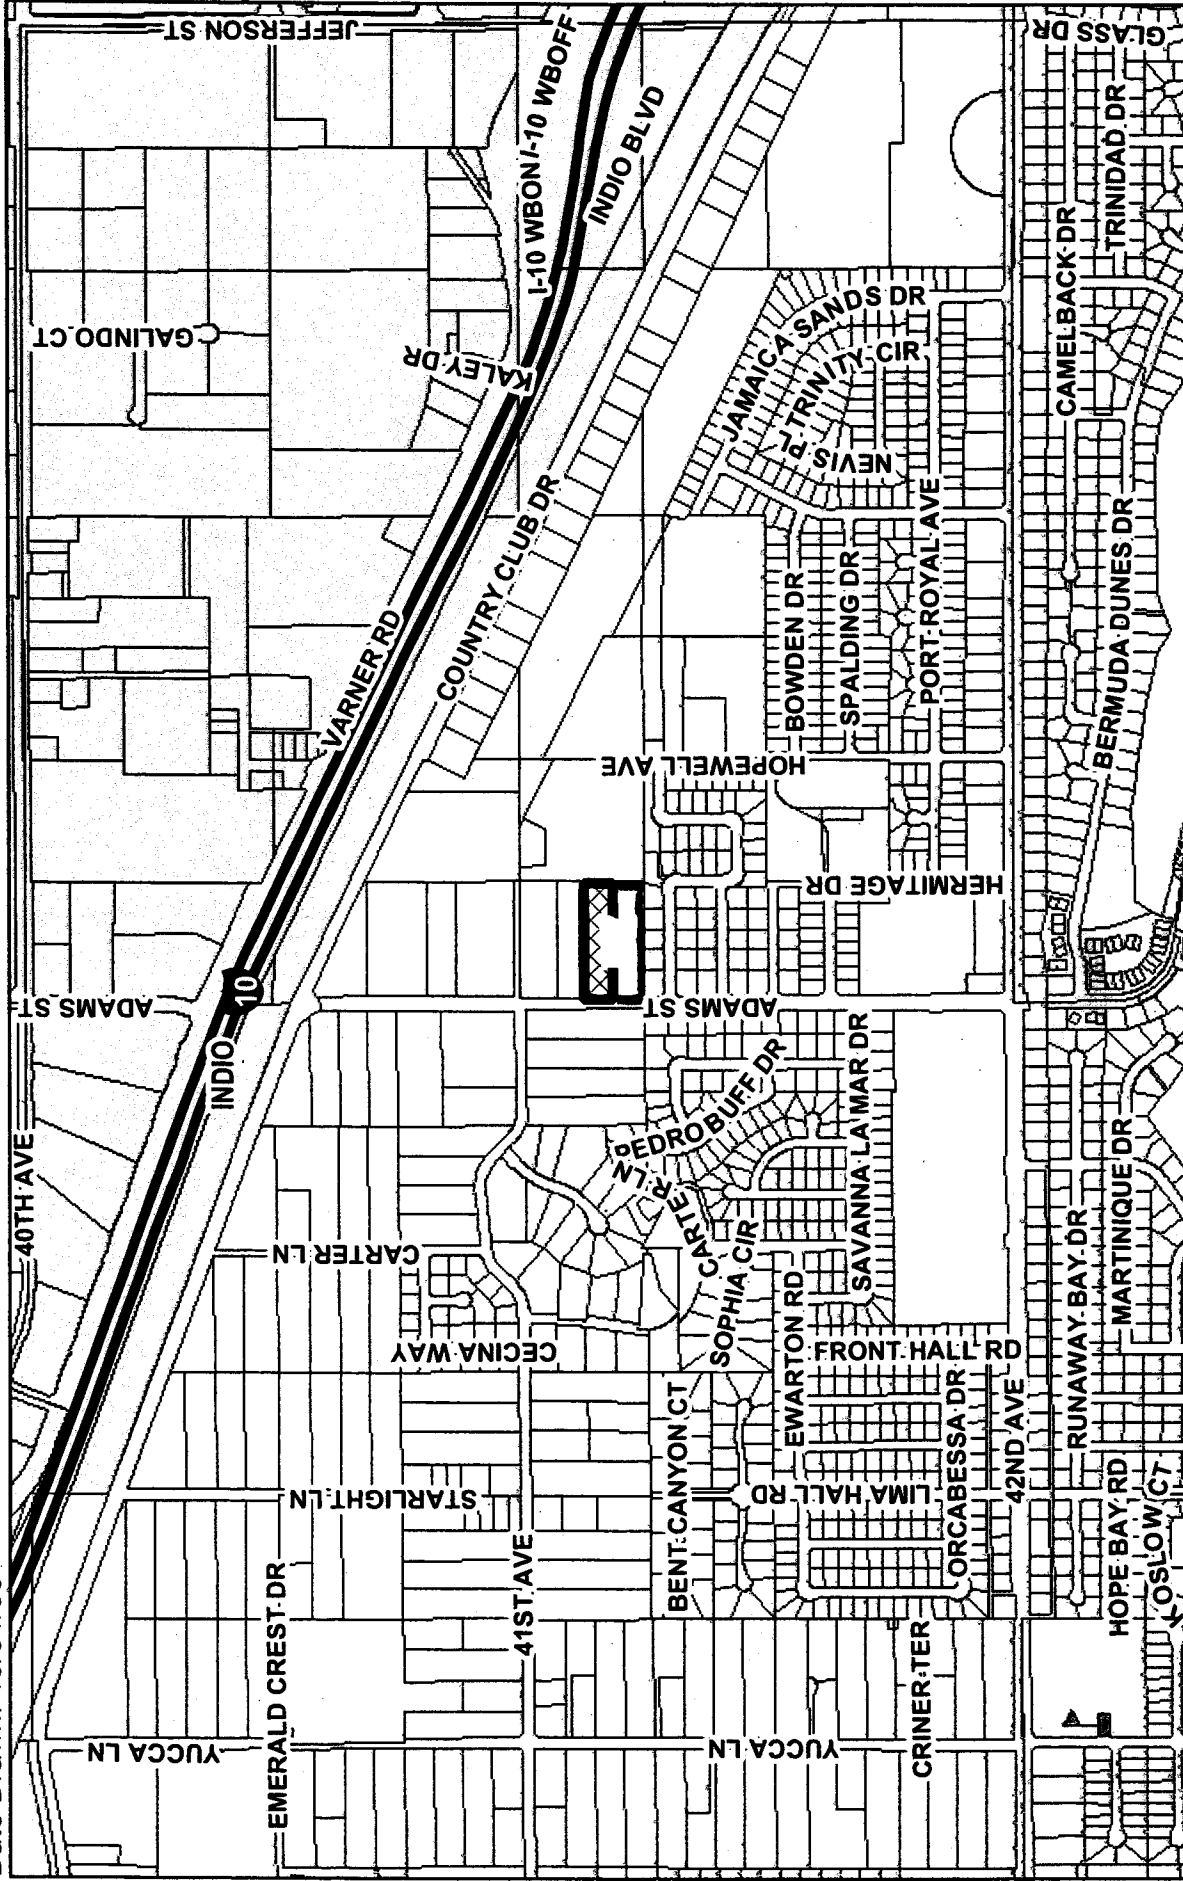 JEFFERSON ST
I-10 WBON/I-10 WBOFF
INDIO BLVD
GLASS DR
TRINIDAD DR
CAMELBACK DR
GALINDO CT
KALEY DR
JAMAICA SANDS DR
TRINITY CIR
NEVIS PL
PORT ROYAL AVE
COUNTRY CLUB DR
VARNER RD
BOWDEN DR
SPALDING DR
BERMUDA DUNES DR
HOPEWELL AVE
HERMITAGE DR
ADAMS ST
10
INDIO
ADAMS ST
PEDRO BUFF DR
SAVANNA LA MAR DR
40TH AVE
CARTER LN
CARTER LN
SOPHIA CIR
EWARTON RD
MARTINIQUE DR
RUNAWAY BAY DR
CECINA WAY
FRONT HALL RD
BENT CANYON CT
ORCABESSA DR
42ND AVE
STARLIGHT LN
LIMA HALL RD
HOPE BAY RD
KOSLOW CT
41ST AVE
EMERALD CREST DR
CRINER TER
YUCCA LN
YUCCA LN